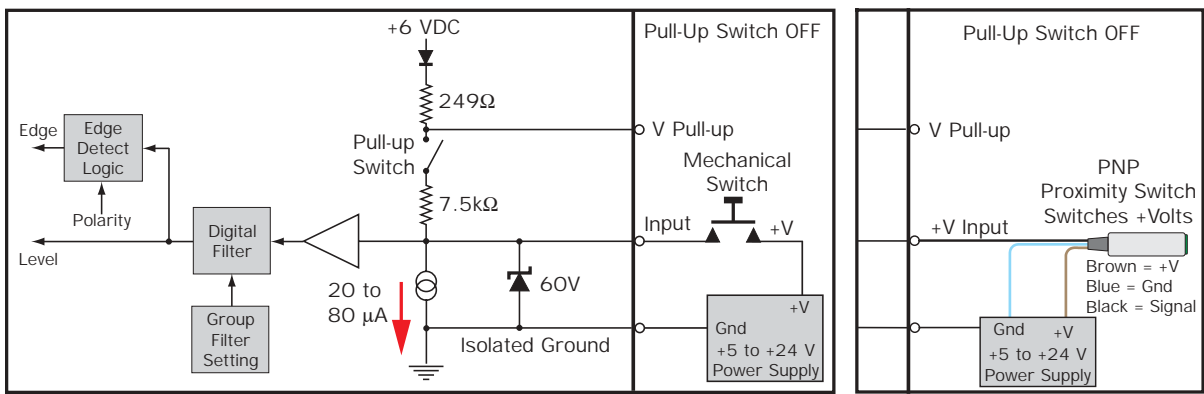 +6 VDC
249Ω
Pull-up
Switch
7.5kΩ
Edge
Edge
Detect
Logic
Polarity
Level
Digital
Filter
Group
Filter
Setting
20 to
80 µA
60V
Isolated Ground
Pull-Up Switch OFF
V Pull-up
Mechanical
Switch
Input
+V
+V
Gnd
+5 to +24 V
Power Supply
Pull-Up Switch OFF
V Pull-up
PNP
Proximity Switch
Switches +Volts
+V Input
Brown = +V
Blue = Gnd
Black = Signal
Gnd +V
+5 to +24 V
Power Supply